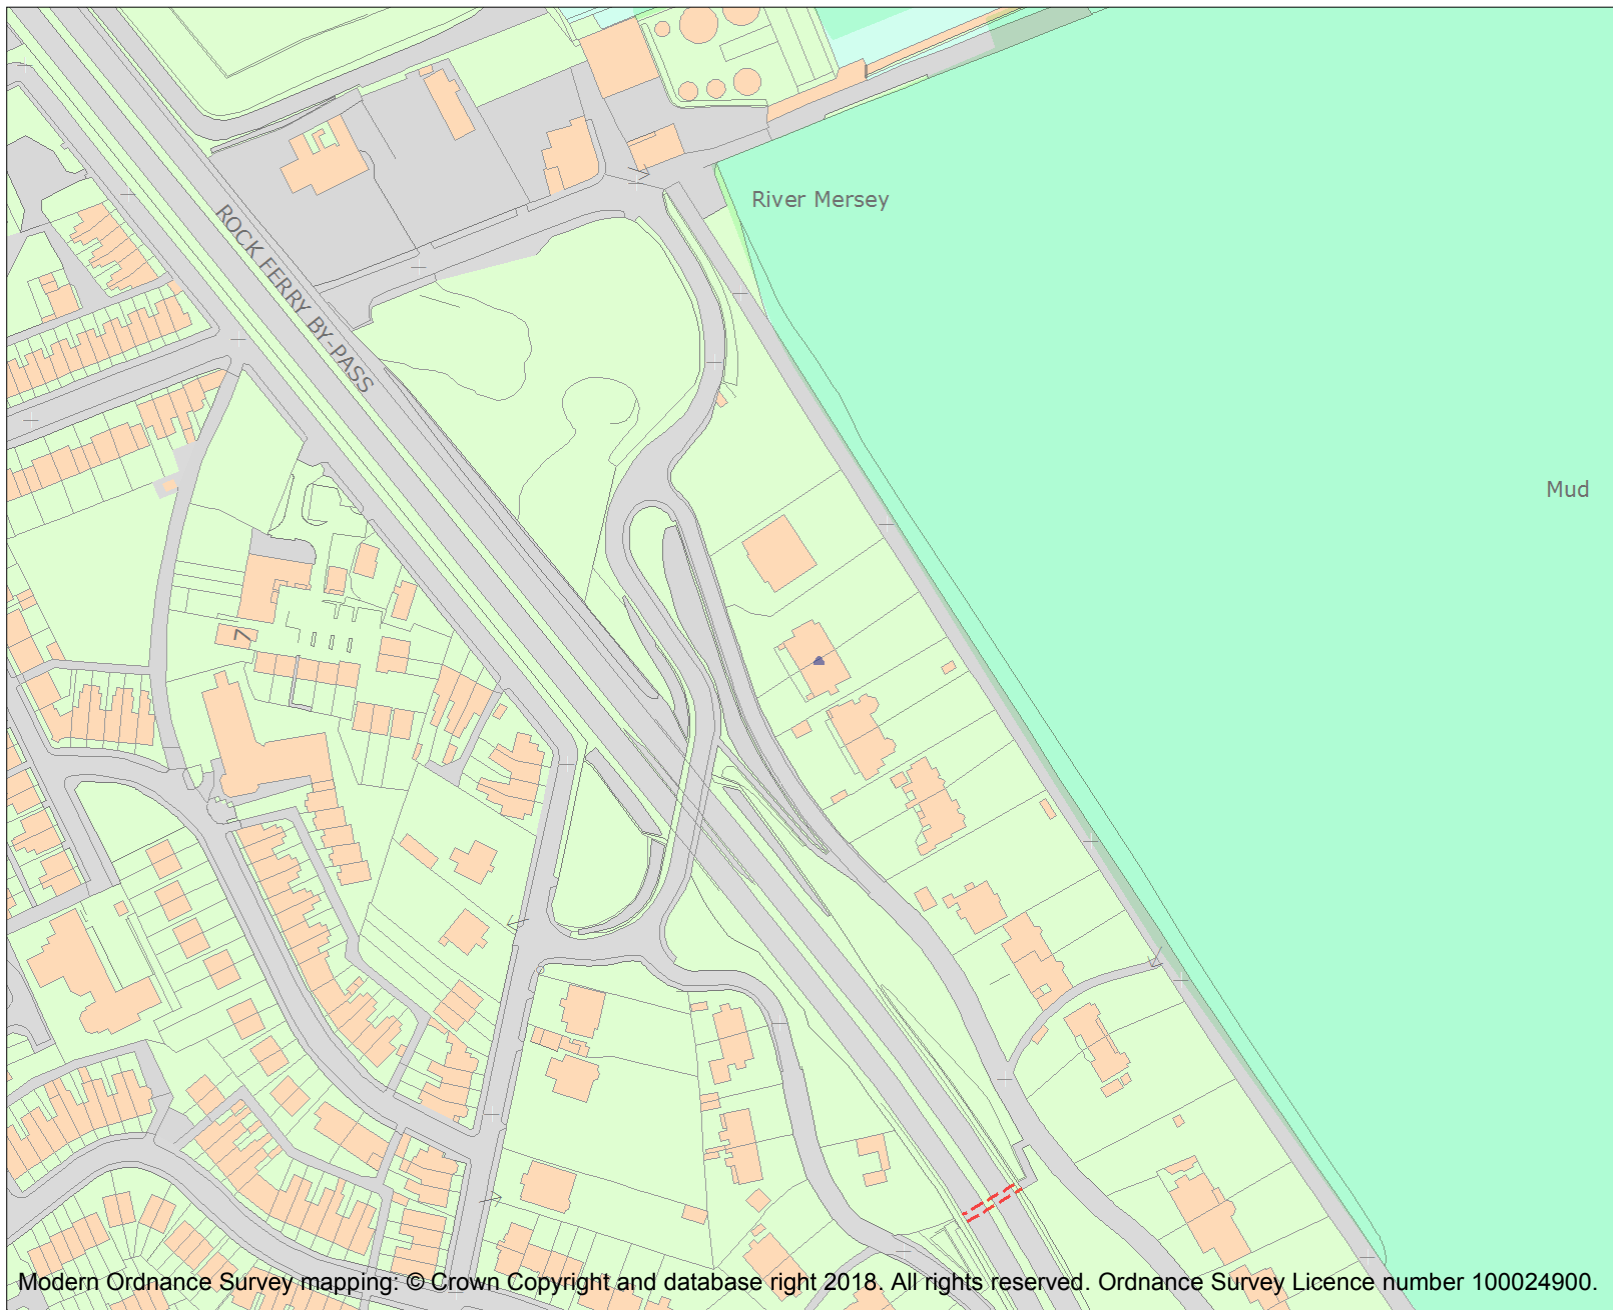 River Mersey
ROCK FERRY BY-PASS
Mud
7
Modern Ordnance Survey mapping: © Crown Copyright and database right 2018. All rights reserved. Ordnance Survey Licence number 100024900.